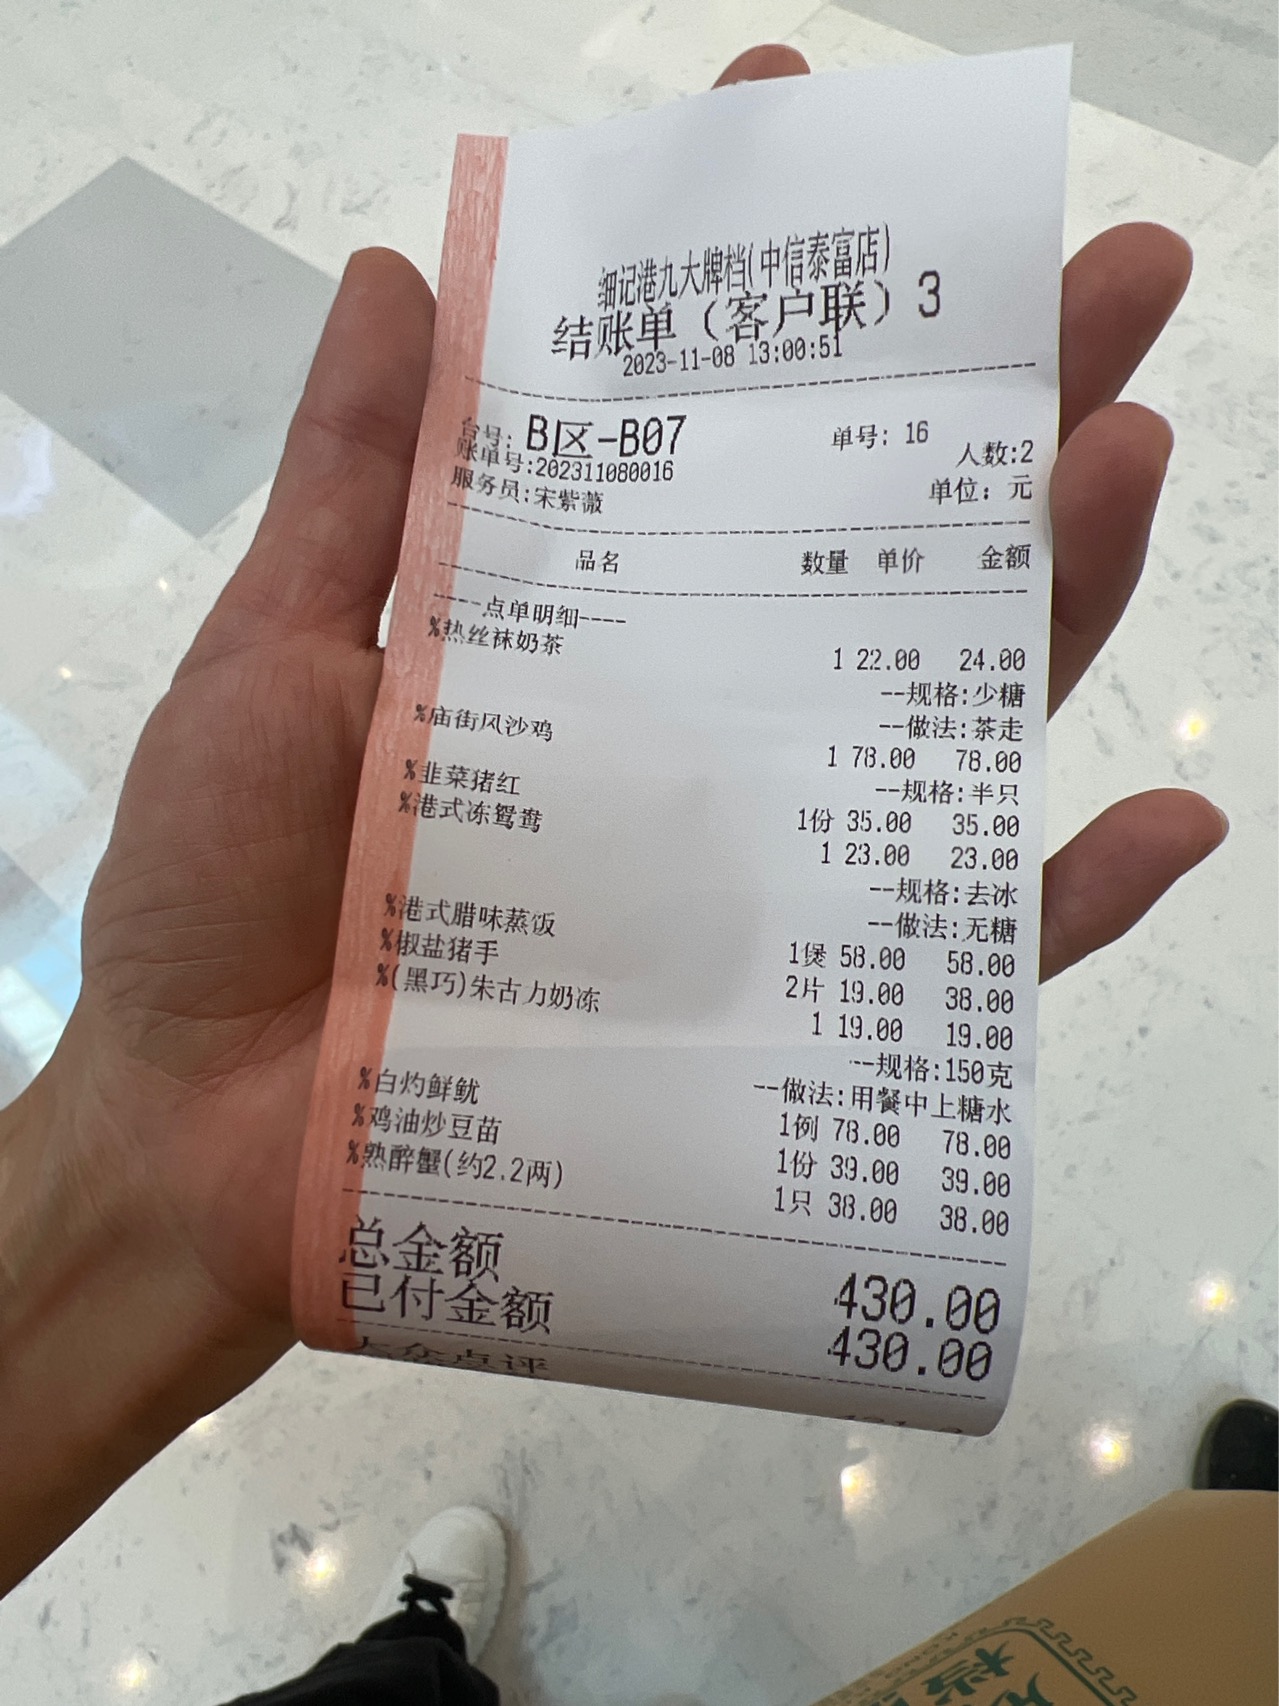 细记港九大牌档(中信泰富店)
结账单（客户联）3
2023-11-08 13:00:51
台号: B区-B07 单号: 16
账单号:202311080016 人数:2
服务员:宋紫薇 单位: 元
品名 数量 单价 金额
----点单明细----
%热丝袜奶茶
1 22.00 24.00
--规格:少糖
--做法:茶走
%庙街风沙鸡
1 78.00 78.00
--规格:半只
%韭菜猪红
1份 35.00 35.00
%港式冻鸳鸯
1 23.00 23.00
--规格:去冰
--做法:无糖
%港式腊味蒸饭
1煲 58.00 58.00
%椒盐猪手
2片 19.00 38.00
%(黑巧)朱古力奶冻
1 19.00 19.00
--规格:150克
--做法:用餐中上糖水
%白灼鲜鱿
1例 78.00 78.00
%鸡油炒豆苗
1份 39.00 39.00
%熟醉蟹(约2.2两)
1只 38.00 38.00
总金额 430.00
已付金额 430.00
大众点评